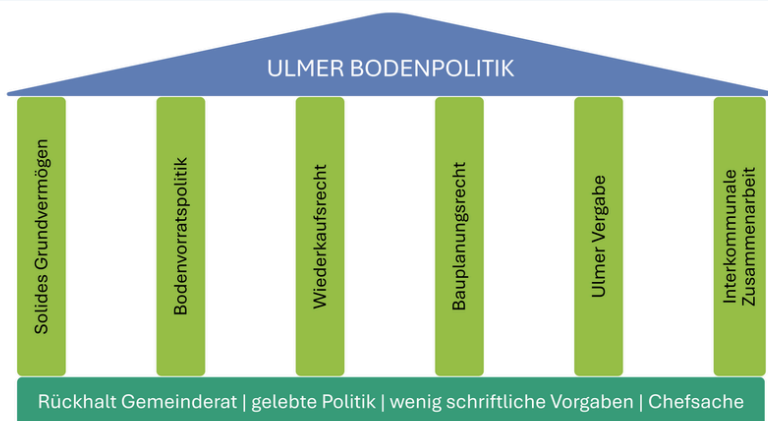 ULMER BODENPOLITIK
Solides Grundvermögen
Bodenvorratspolitik
Wiederkaufsrecht
Bauplanungsrecht
Ulmer Vergabe
Interkommunale
Zusammenarbeit
Rückhalt Gemeinderat | gelebte Politik | wenig schriftliche Vorgaben | Chefsache